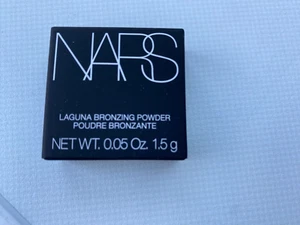 NARS
LAGUNA BRONZING POWDER
POUDRE BRONZANTE
NET WT. 0.05 Oz. 1.5 g